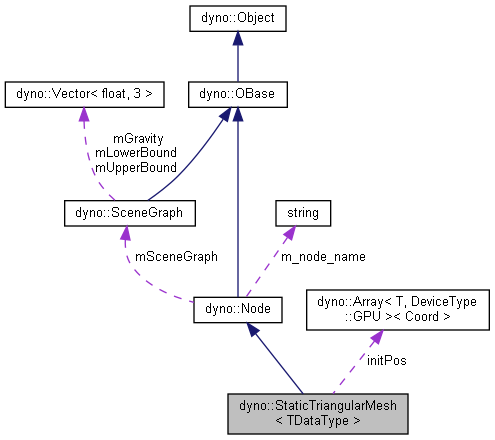 dyno::Object
dyno::Vector< float, 3 >
dyno::OBase
mGravity
mLowerBound
mUpperBound
dyno::SceneGraph
string
mSceneGraph
m_node_name
dyno::Node
dyno::Array< T, DeviceType
::GPU >< Coord >
initPos
dyno::StaticTriangularMesh
< TDataType >